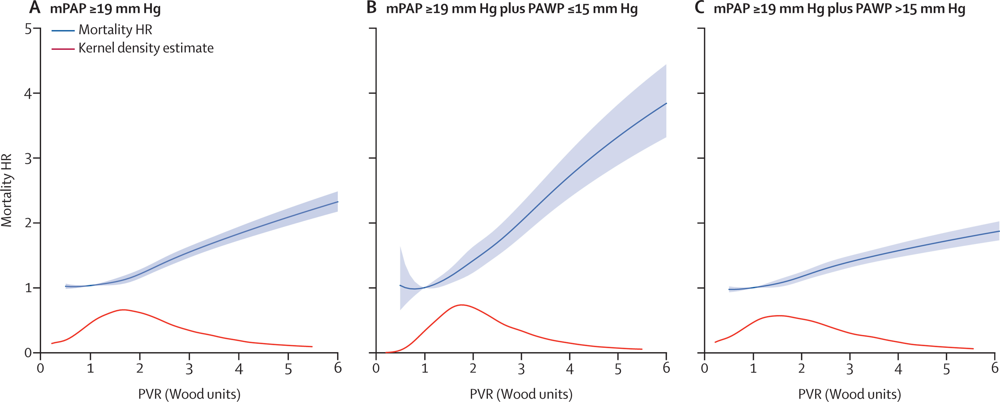 A mPAP ≥19 mm Hg
Mortality HR
Kernel density estimate
Mortality HR
5
4
3
2
1
0
0 1 2 3 4 5 6
PVR (Wood units)
B mPAP ≥19 mm Hg plus PAWP ≤15 mm Hg
0 1 2 3 4 5 6
PVR (Wood units)
C mPAP ≥19 mm Hg plus PAWP >15 mm Hg
0 1 2 3 4 5 6
PVR (Wood units)